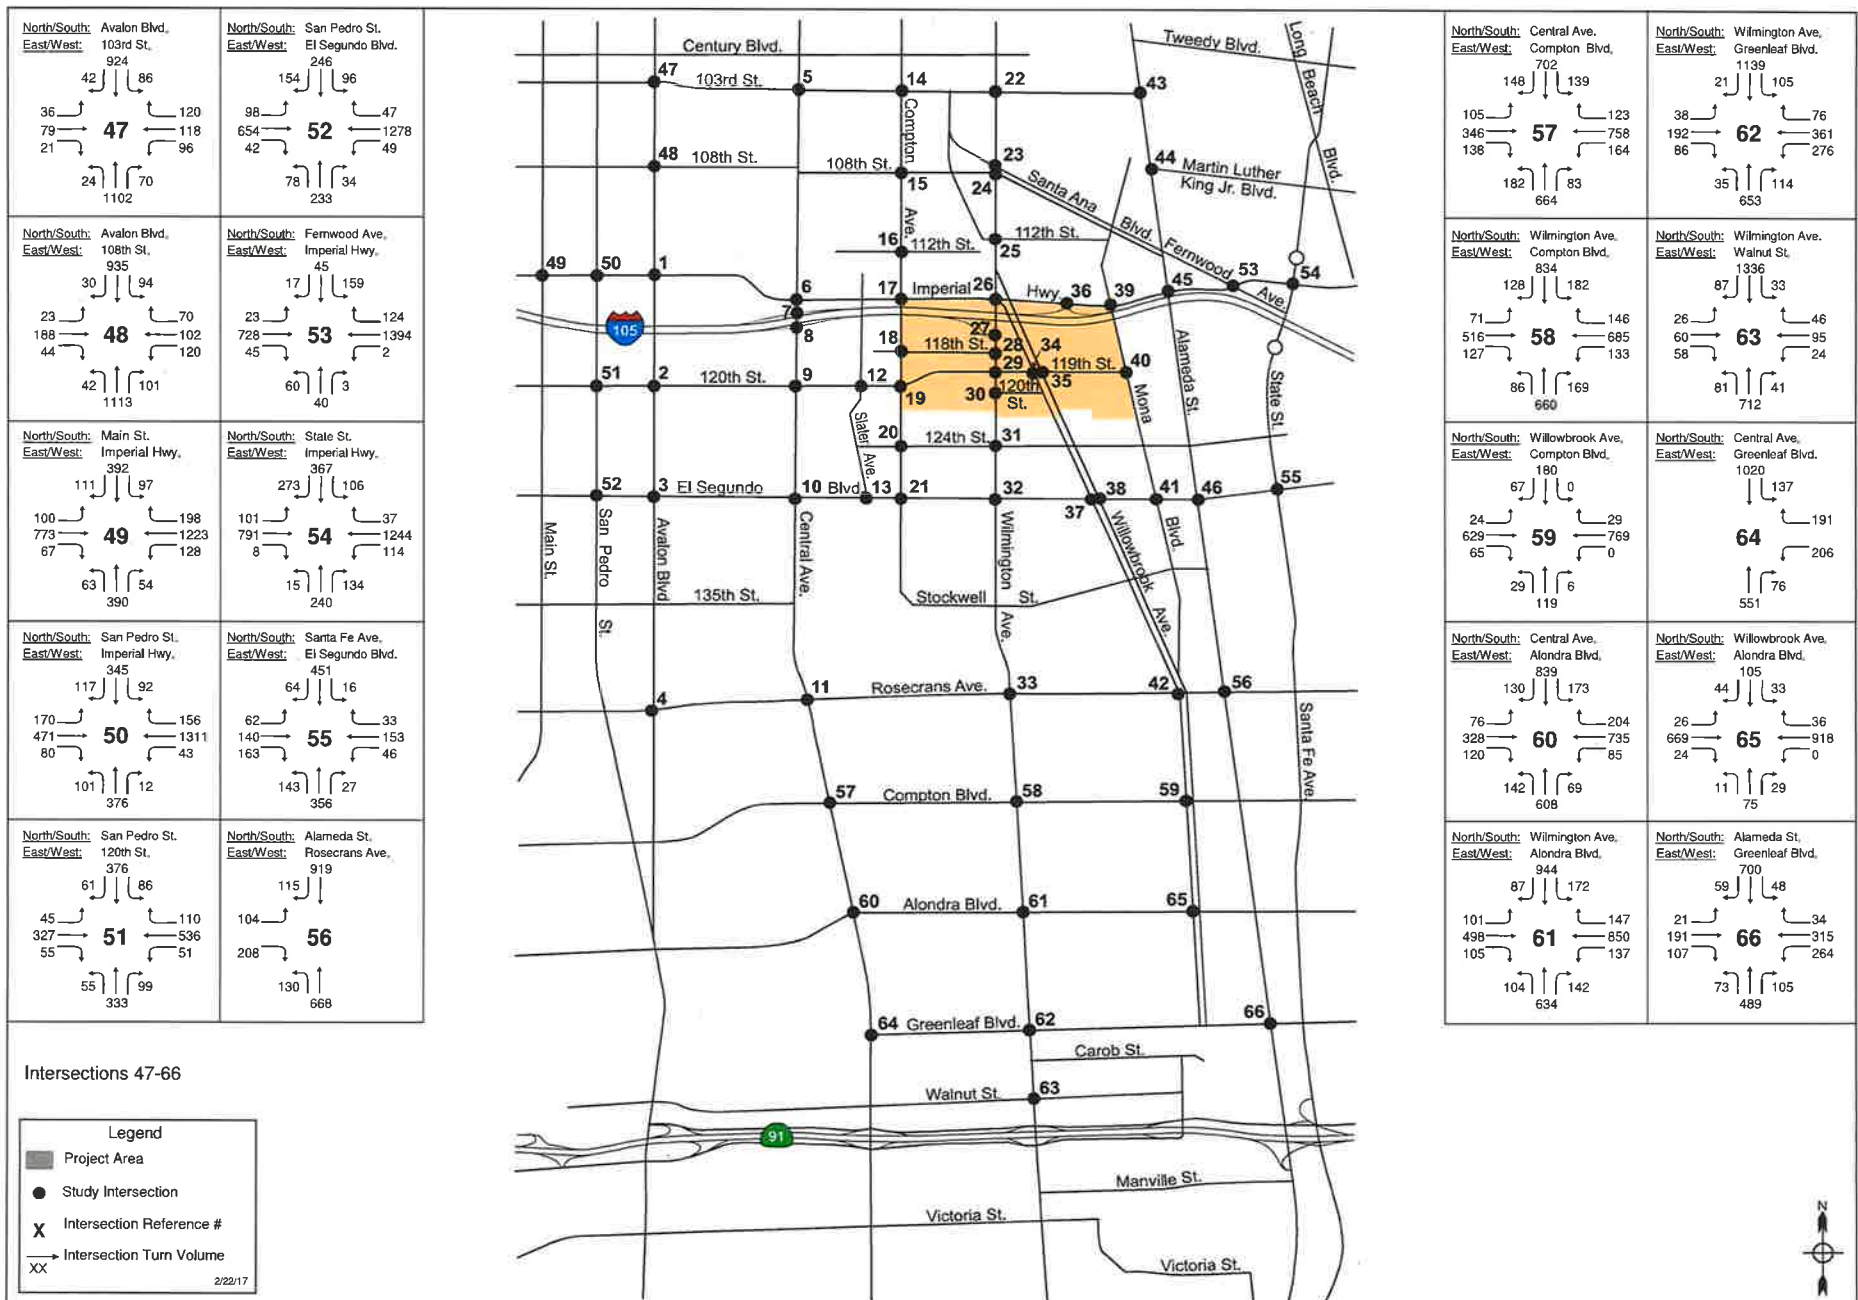 North/South: Avalon Blvd.
East/West: 103rd St.
924
42 86
36 120
79 47 118
21 96
24 70
1102
North/South: San Pedro St.
East/West: El Segundo Blvd.
246
154 96
98 47
654 52 1278
42 49
78 34
233
North/South: Avalon Blvd.
East/West: 108th St.
935
30 94
23 70
188 48 102
44 120
42 101
1113
North/South: Fernwood Ave.
East/West: Imperial Hwy.
45
17 159
23 124
728 53 1394
45 2
60 3
40
North/South: Main St.
East/West: Imperial Hwy.
392
111 97
100 198
773 49 1223
67 128
63 54
390
North/South: State St.
East/West: Imperial Hwy.
367
273 106
101 37
791 54 1244
8 114
15 134
240
North/South: San Pedro St.
East/West: Imperial Hwy.
345
117 92
170 156
471 50 1311
80 43
101 12
376
North/South: Santa Fe Ave.
East/West: El Segundo Blvd.
451
64 16
62 33
140 55 153
163 46
143 27
356
North/South: San Pedro St.
East/West: 120th St.
376
61 86
45 110
327 51 536
55 51
55 99
333
North/South: Alameda St.
East/West: Rosecrans Ave.
919
115
104
56
208
130
668
Intersections 47-66
Legend
Project Area
Study Intersection
X Intersection Reference #
Intersection Turn Volume
XX
2/22/17
Century Blvd.
Tweedy Blvd.
Long Beach Blvd.
47 103rd St. 5 14 22 43
Compton Ave.
48 108th St. 108th St. 15 23 24 44
Martin Luther
King Jr. Blvd.
Santa Ana Blvd.
16 112th St. 25 112th St.
Fernwood Ave.
49 50 1 6 17 Imperial 26 Hwy. 36 39 45 53 54
105
7
8
27
18 118th St. 28 34
29 119th St. 40
35
51 2 120th St. 9 12 19
30 120th
St.
Mona Blvd.
Alameda St.
State St.
Slater Ave.
20 124th St. 31
52 3 El Segundo 10 Blvd. 13 21 32 37 38 41 46 55
Main St.
San Pedro St.
Avalon Blvd
Central Ave.
Wilmington Ave.
Willowbrook Ave.
135th St.
Stockwell St.
4 11 Rosecrans Ave. 33 42 56
Santa Fe Ave.
57 Compton Blvd. 58 59
60 Alondra Blvd. 61 65
64 Greenleaf Blvd. 62 66
Carob St.
Walnut St. 63
91
Manville St.
Victoria St.
Victoria St.
North/South: Central Ave.
East/West: Compton Blvd.
702
148 139
105 123
346 57 758
138 164
182 83
664
North/South: Wilmington Ave.
East/West: Greenleaf Blvd.
1139
21 105
38 76
192 62 361
86 276
35 114
653
North/South: Wilmington Ave.
East/West: Compton Blvd.
834
128 182
71 146
516 58 685
127 133
86 169
660
North/South: Wilmington Ave.
East/West: Walnut St.
1336
87 33
26 46
60 63 95
58 24
81 41
712
North/South: Willowbrook Ave.
East/West: Compton Blvd.
180
67 0
24 29
629 59 769
65 0
29 6
119
North/South: Central Ave.
East/West: Greenleaf Blvd.
1020
137
191
64
206
76
551
North/South: Central Ave.
East/West: Alondra Blvd.
839
130 173
76 204
328 60 735
120 85
142 69
608
North/South: Willowbrook Ave.
East/West: Alondra Blvd.
105
44 33
26 36
669 65 918
24 0
11 29
75
North/South: Wilmington Ave.
East/West: Alondra Blvd.
944
87 172
101 147
498 61 850
105 137
104 142
634
North/South: Alameda St.
East/West: Greenleaf Blvd.
700
59 48
21 34
191 66 315
107 264
73 105
489
N